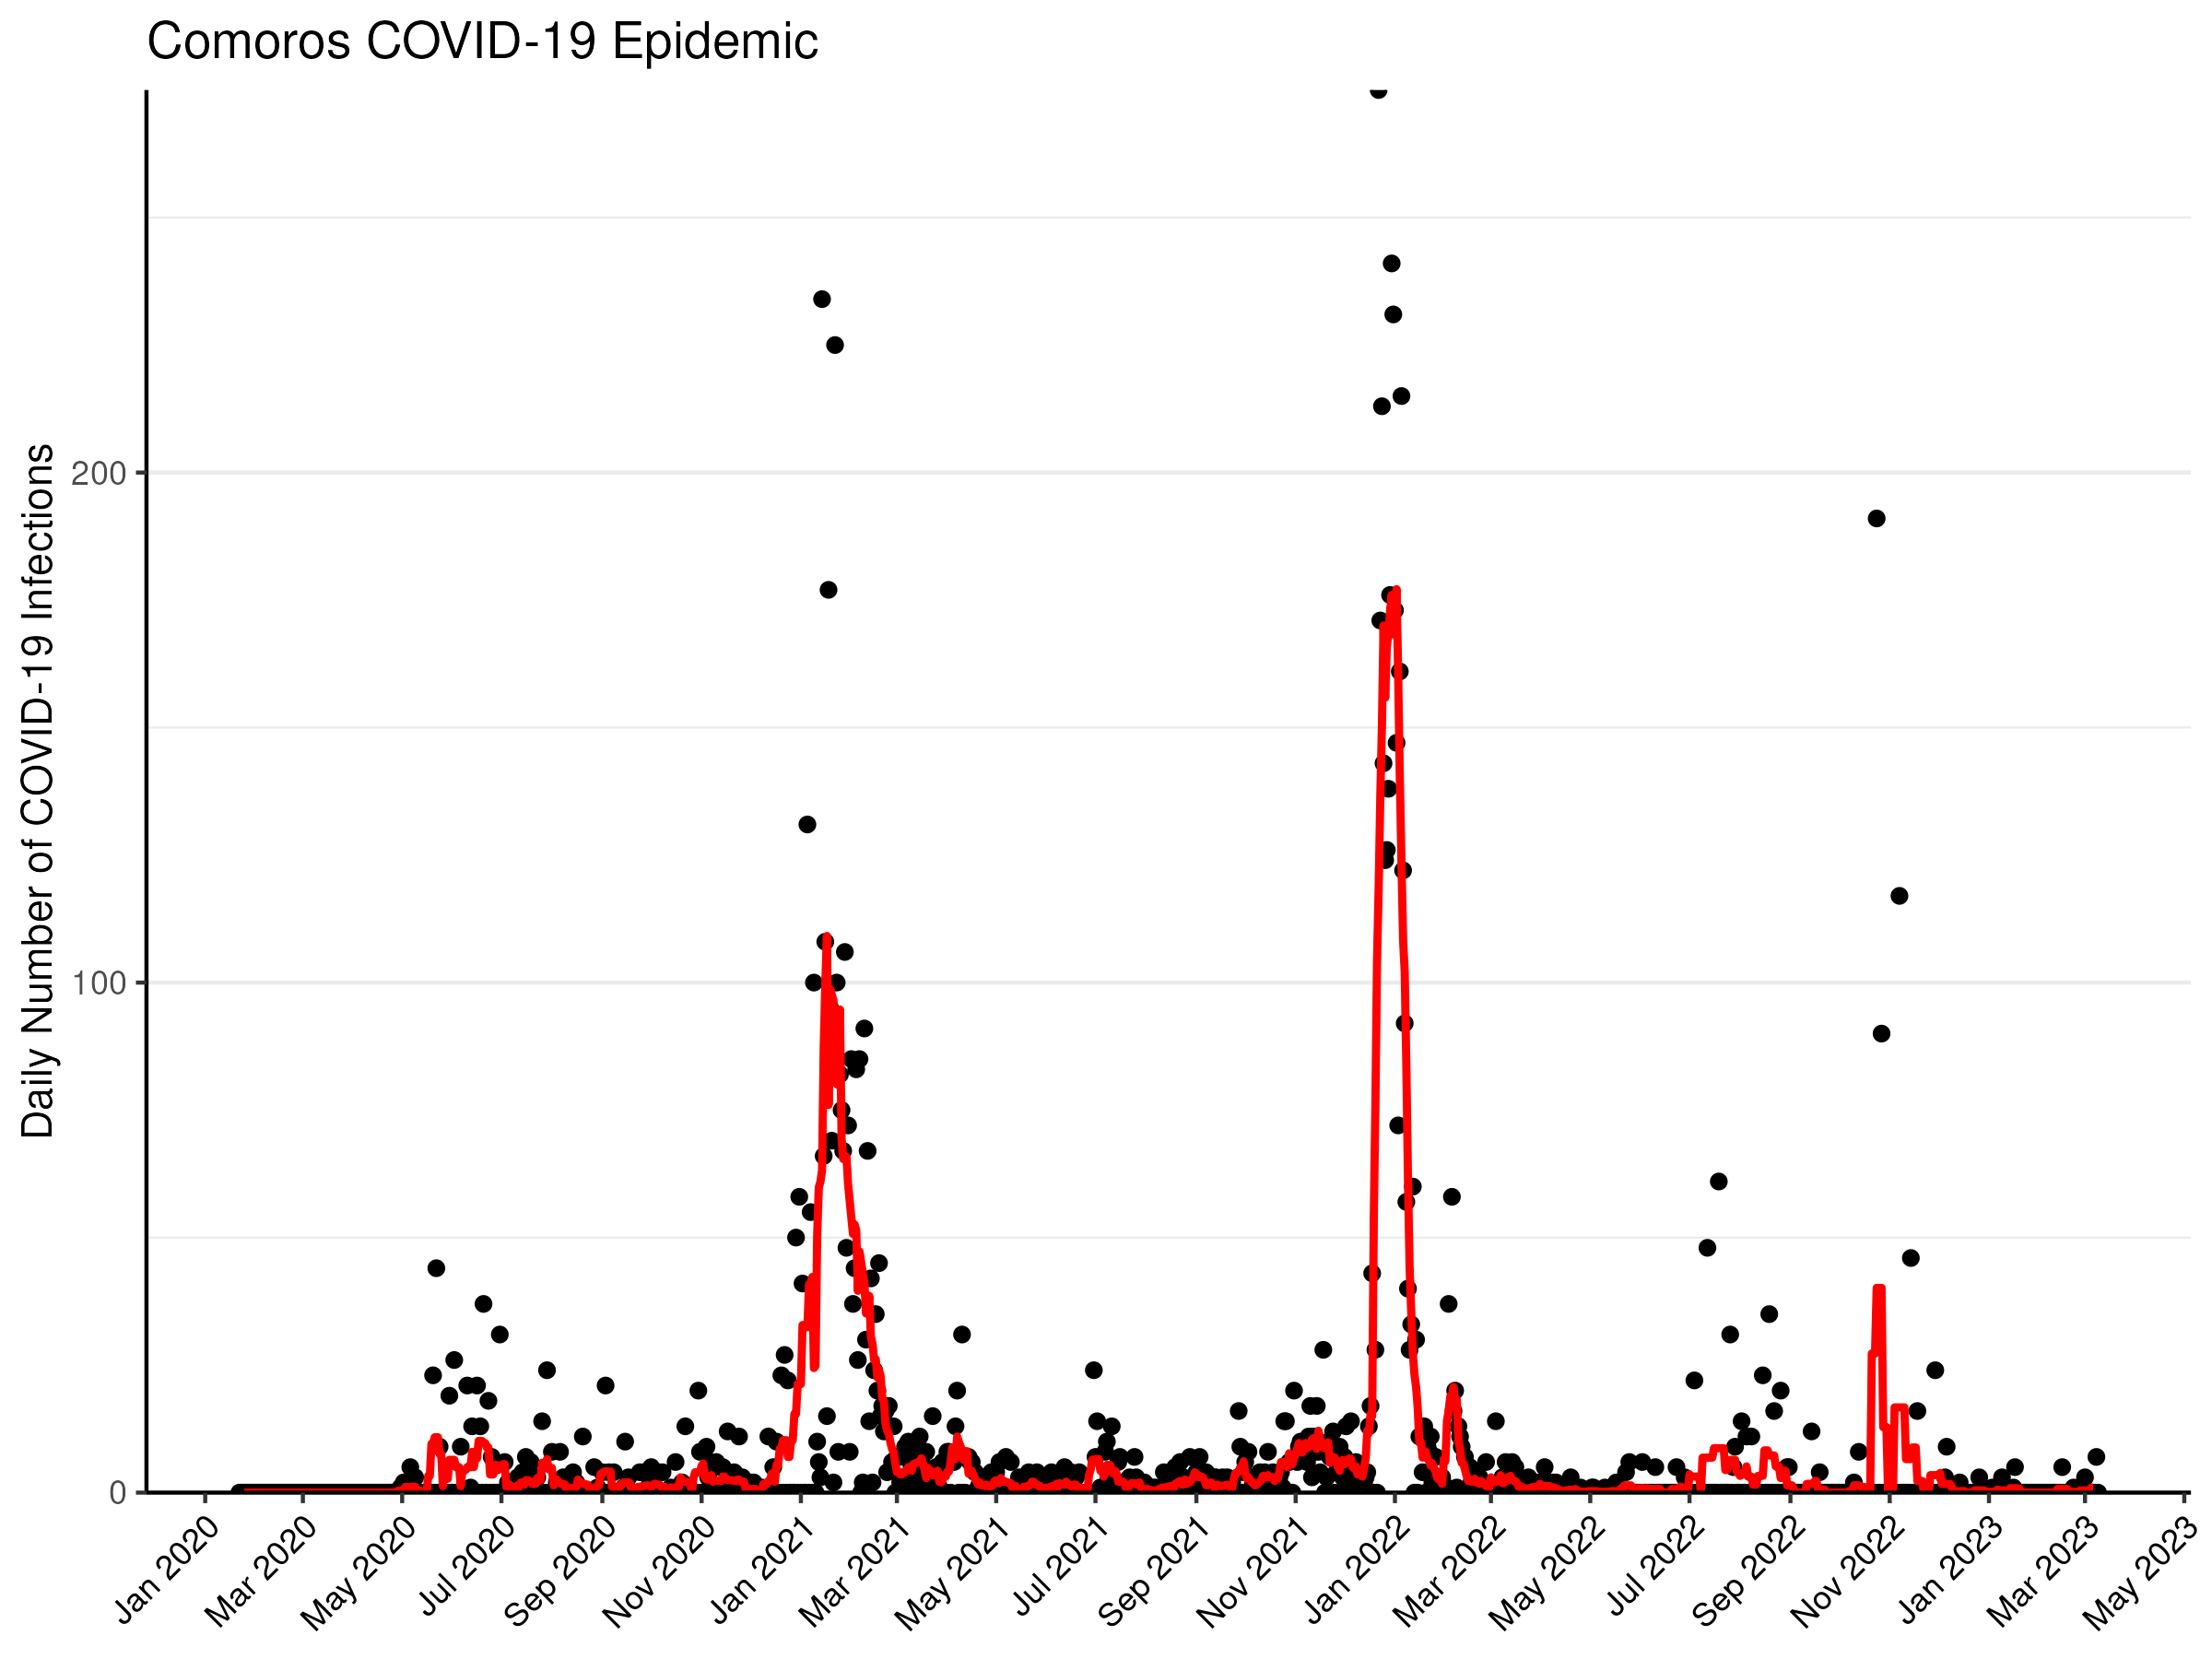 Comoros COVID-19 Epidemic
Daily Number of COVID-19 Infections
200
100
0
Jan 2020
Mar 2020
May 2020
Jul 2020
Sep 2020
Nov 2020
Jan 2021
Mar 2021
May 2021
Jul 2021
Sep 2021
Nov 2021
Jan 2022
Mar 2022
May 2022
Jul 2022
Sep 2022
Nov 2022
Jan 2023
Mar 2023
May 2023